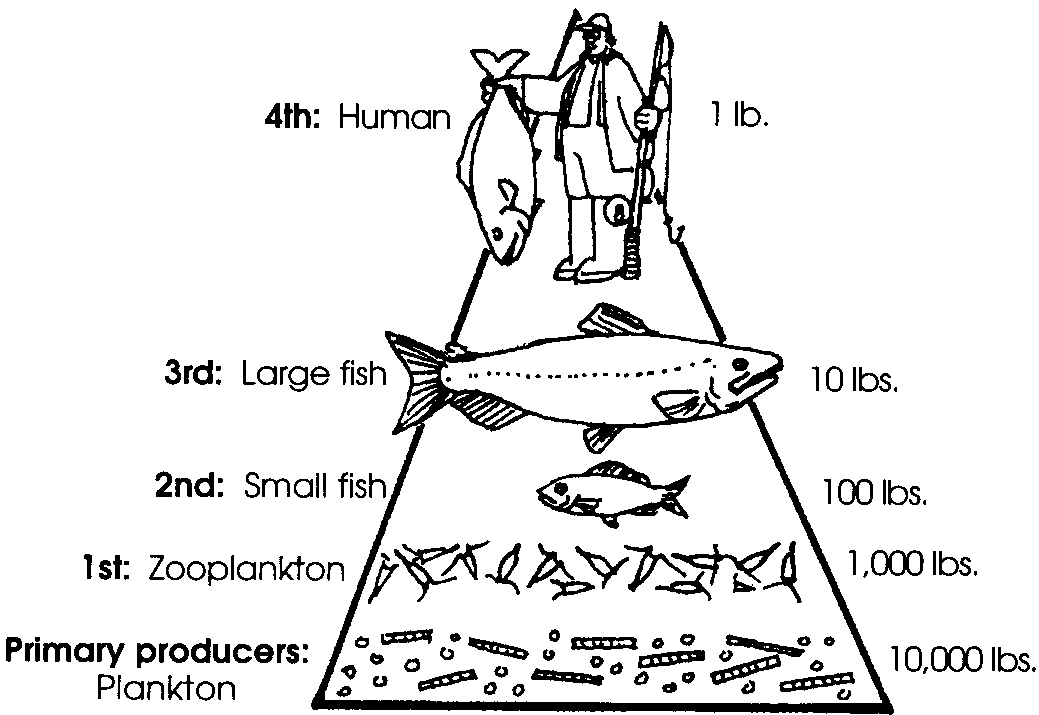 4th: Human 1 lb.
3rd: Large fish 10 lbs.
2nd: Small fish 100 lbs.
1st: Zooplankton 1,000 lbs.
Primary producers: 10,000 lbs.
Plankton